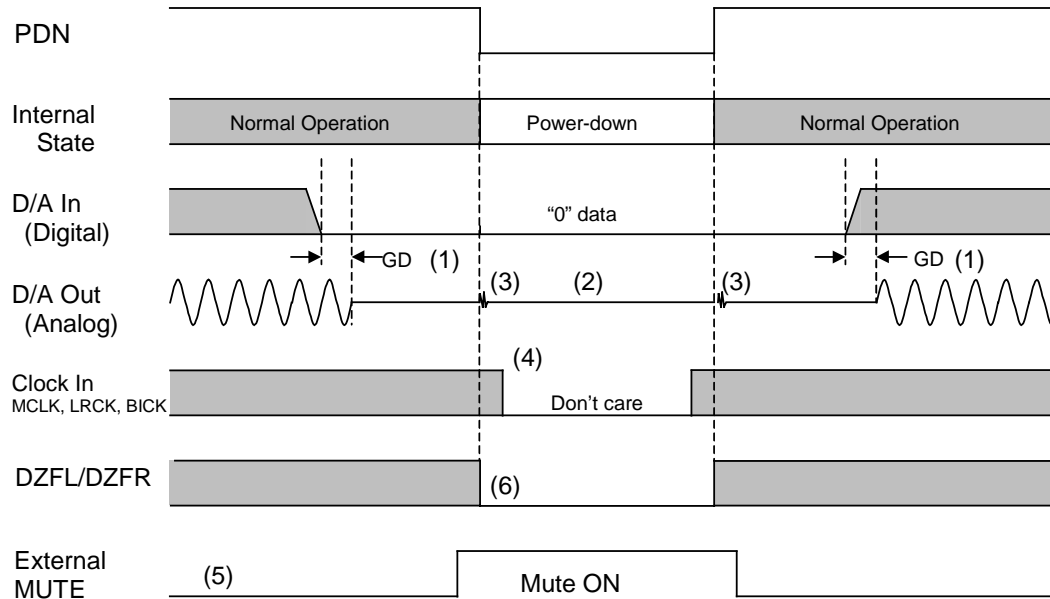 PDN
Internal
State
Normal Operation
Power-down
Normal Operation
D/A In
(Digital)
“0” data
GD (1)
GD (1)
D/A Out
(Analog)
(3)
(2)
(3)
Clock In
MCLK, LRCK, BICK
(4)
Don’t care
DZFL/DZFR
(6)
External
MUTE
(5)
Mute ON